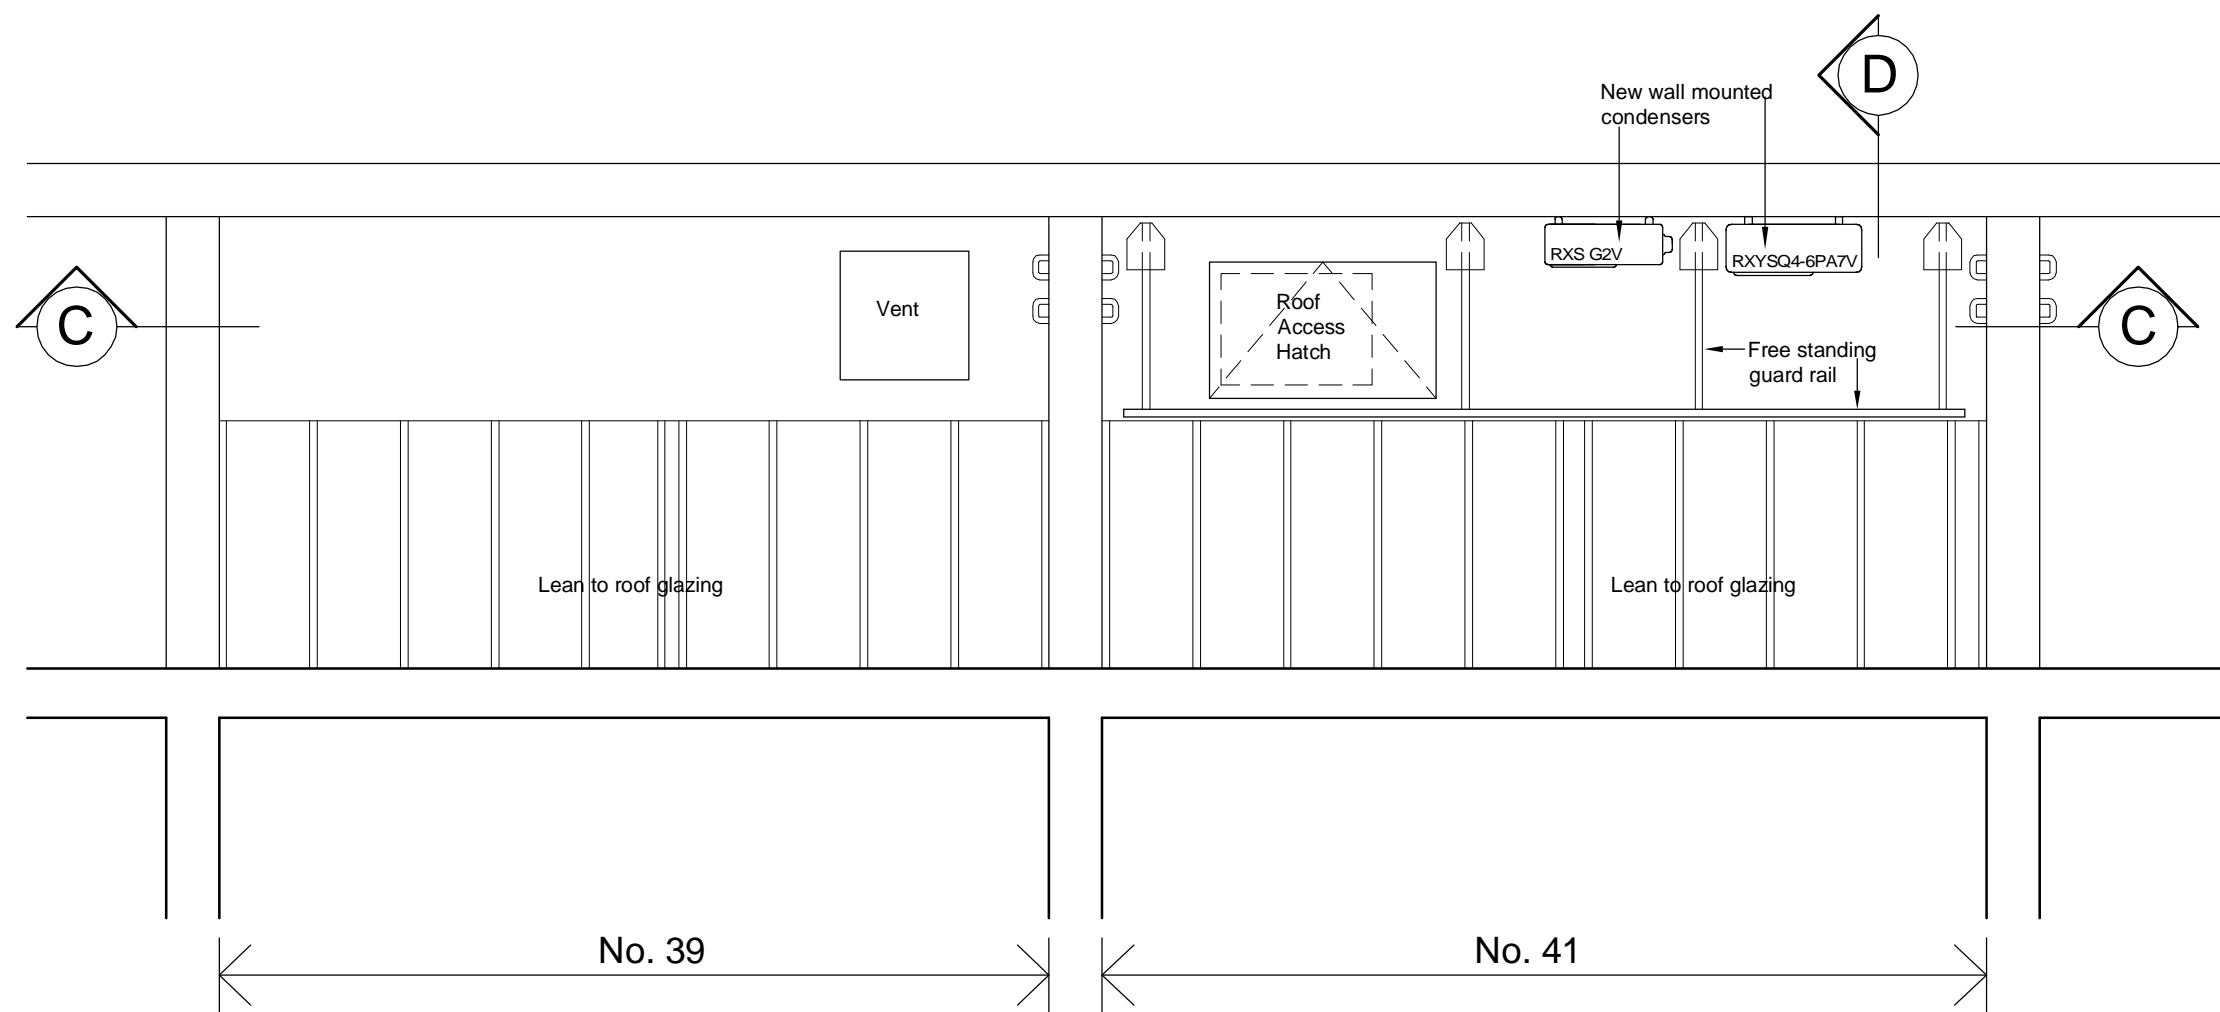 D
New wall mounted
condensers
RXS G2V
RXYSQ4-6PA7V
C
Vent
Roof
Access
Hatch
Free standing
guard rail
C
Lean to roof glazing
Lean to roof glazing
No. 39
No. 41